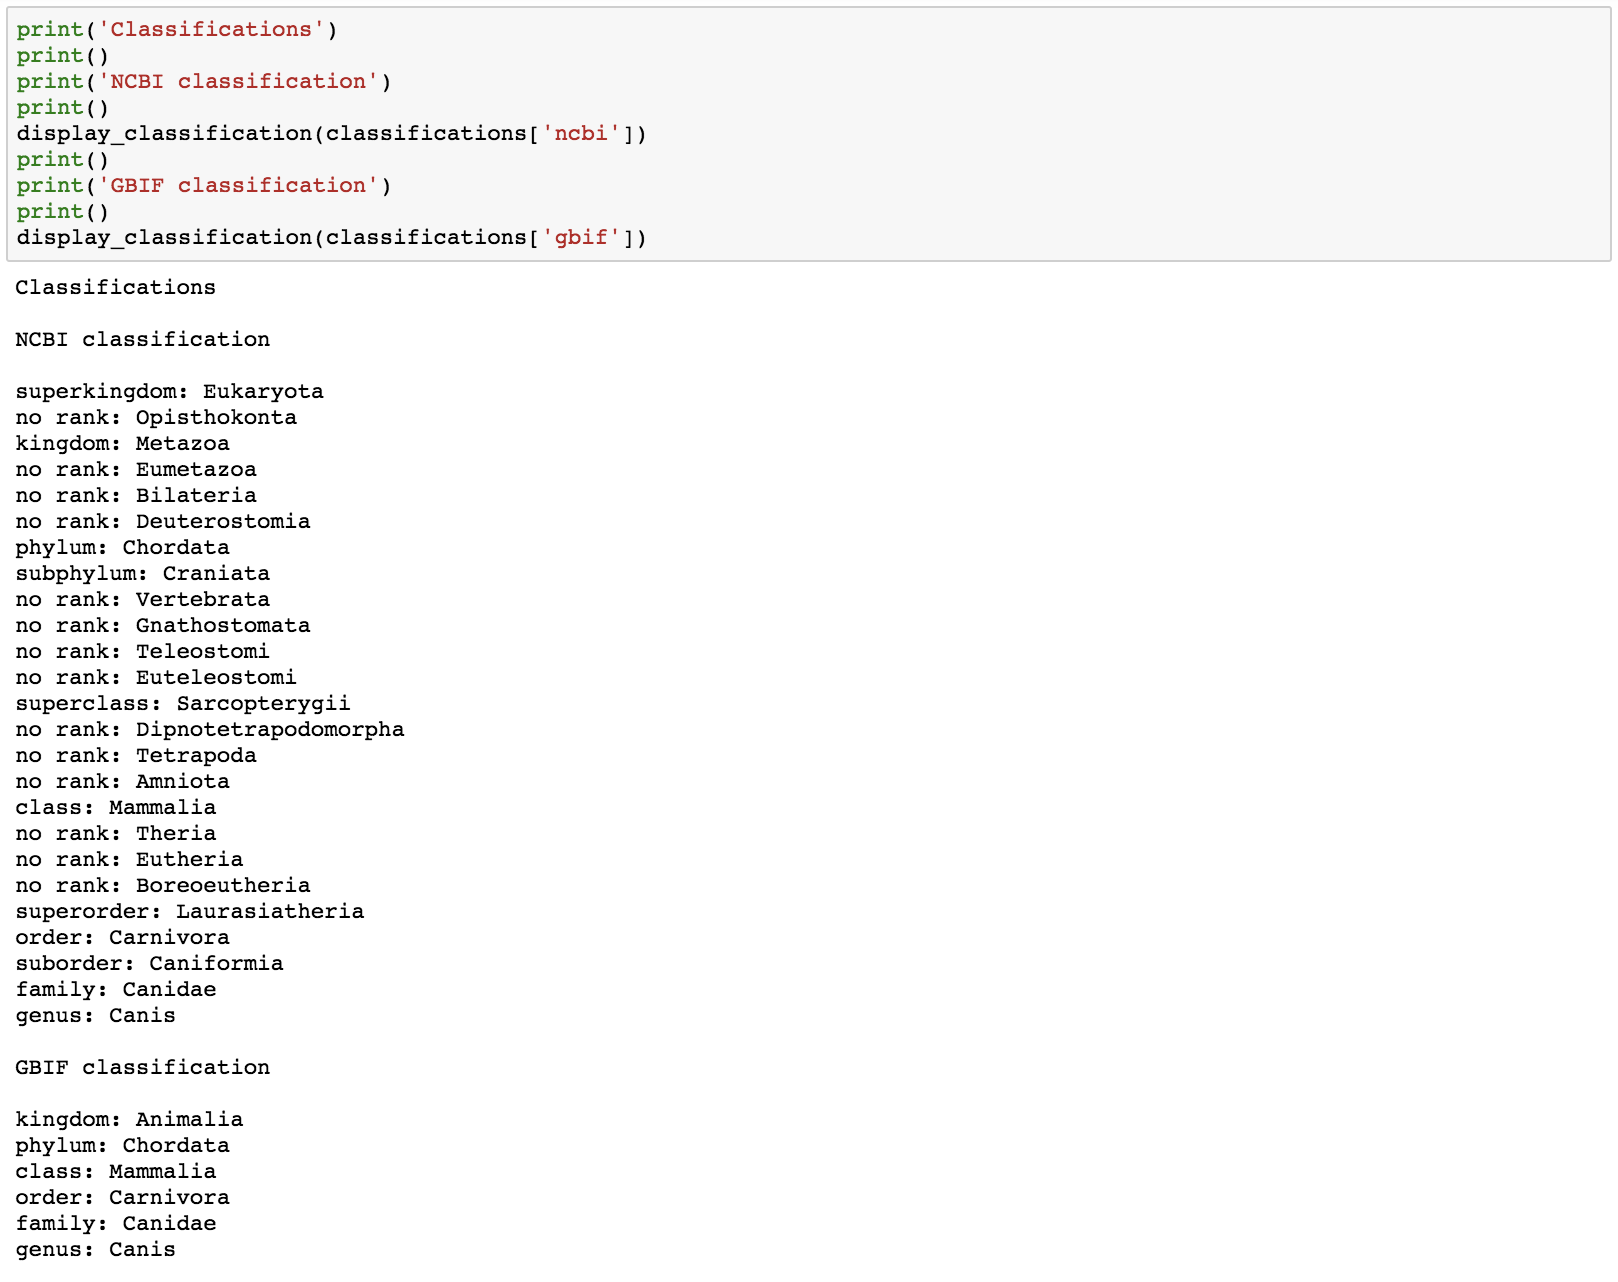 print('Classifications')
print()
print('NCBI classification')
print()
display_classification(classifications['ncbi'])
print()
print('GBIF classification')
print()
display_classification(classifications['gbif'])
Classifications
NCBI classification
superkingdom: Eukaryota
no rank: Opisthokonta
kingdom: Metazoa
no rank: Eumetazoa
no rank: Bilateria
no rank: Deuterostomia
phylum: Chordata
subphylum: Craniata
no rank: Vertebrata
no rank: Gnathostomata
no rank: Teleostomi
no rank: Euteleostomi
superclass: Sarcopterygii
no rank: Dipnotetrapodomorpha
no rank: Tetrapoda
no rank: Amniota
class: Mammalia
no rank: Theria
no rank: Eutheria
no rank: Boreoeutheria
superorder: Laurasiatheria
order: Carnivora
suborder: Caniformia
family: Canidae
genus: Canis
GBIF classification
kingdom: Animalia
phylum: Chordata
class: Mammalia
order: Carnivora
family: Canidae
genus: Canis